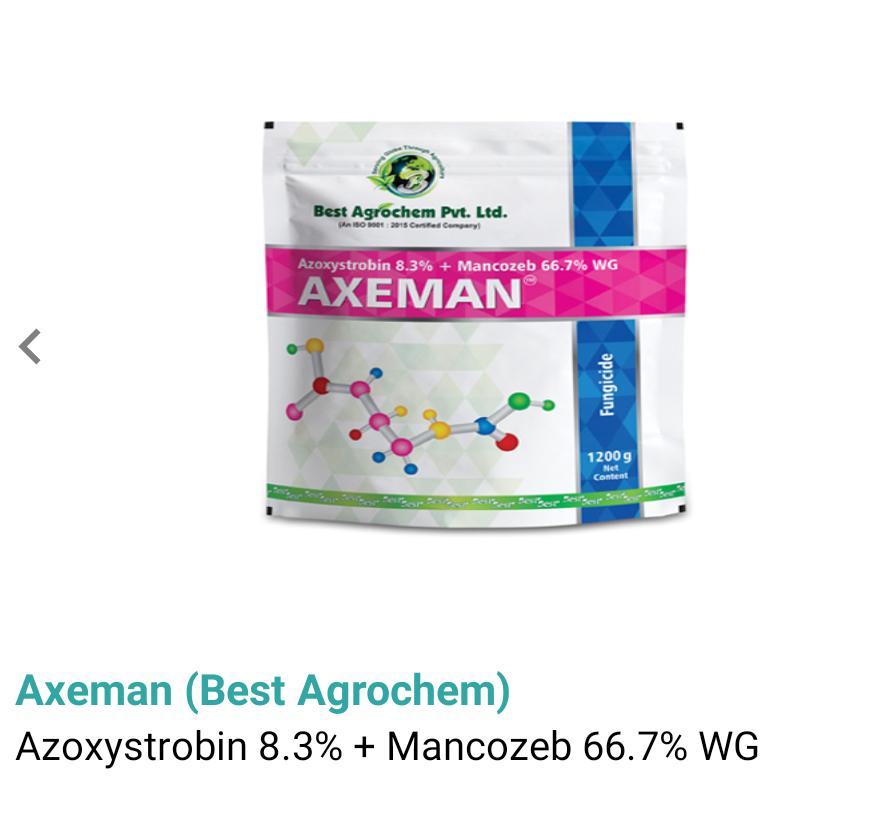 Best Agrochem Pvt. Ltd.
(An ISO 9001 : 2015 Certified Company)
Azoxystrobin 8.3% + Mancozeb 66.7% WG
AXEMAN
Fungicide
1200 g
Net
Content
Axeman (Best Agrochem)
Azoxystrobin 8.3% + Mancozeb 66.7% WG